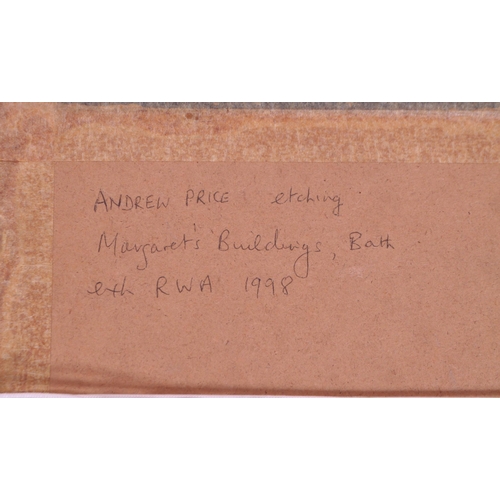 ANDREW PRICE etching
Margaret's Buildings, Bath
exh RWA 1998